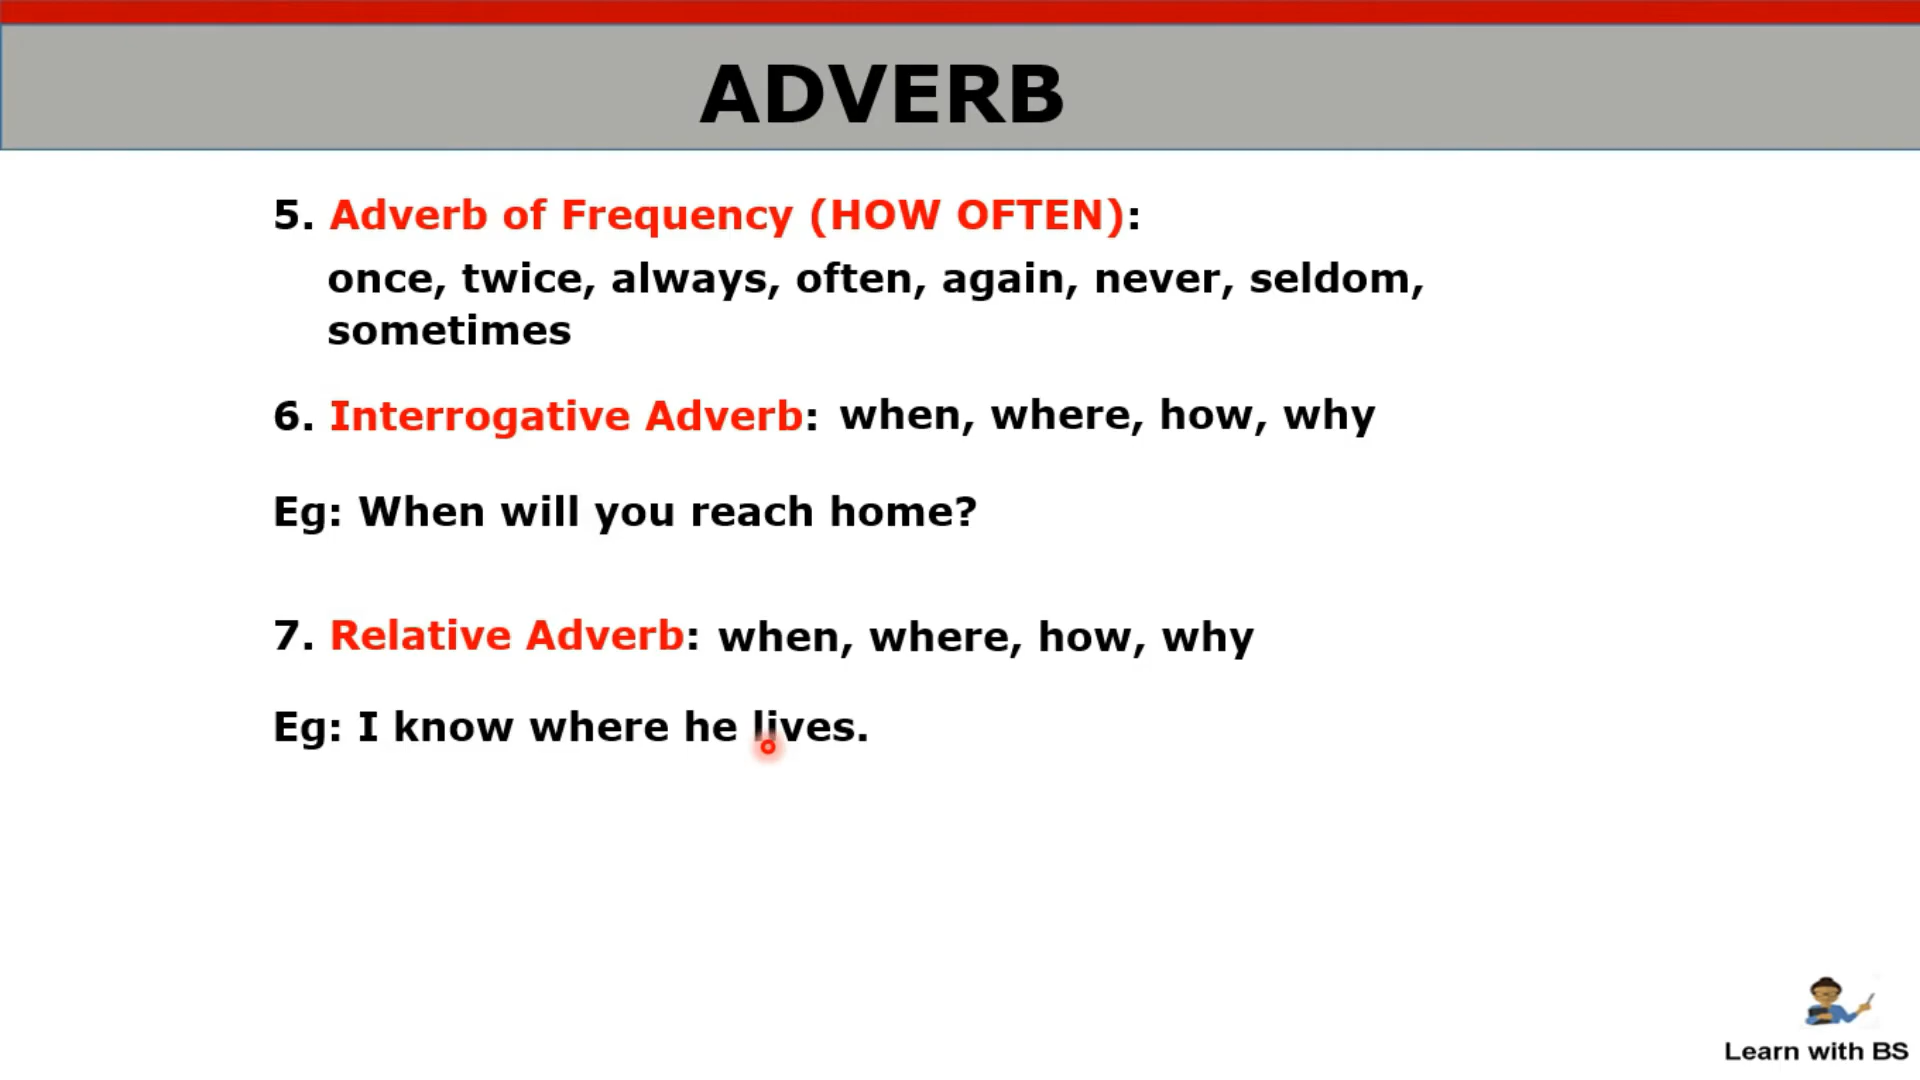 ADVERB
5. Adverb of Frequency (HOW OFTEN):
once, twice, always, often, again, never, seldom,
sometimes
6. Interrogative Adverb: when, where, how, why
Eg: When will you reach home?
7. Relative Adverb: when, where, how, why
Eg: I know where he lives.
Learn with BS